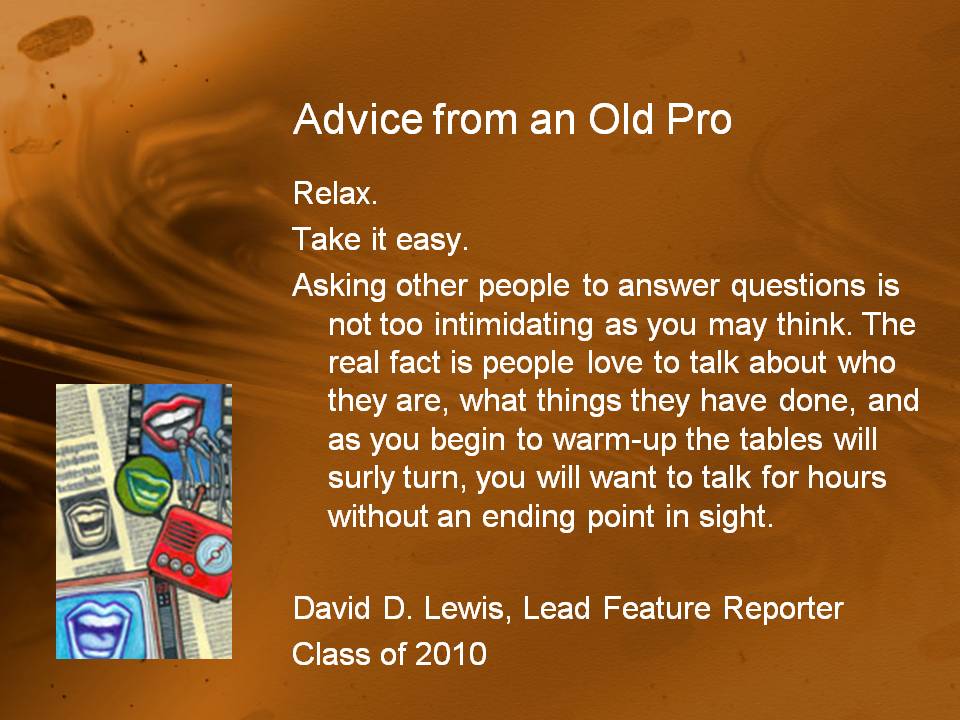 Advice from an Old Pro
Relax.
Take it easy.
Asking other people to answer questions is
not too intimidating as you may think. The
real fact is people love to talk about who
they are, what things they have done, and
as you begin to warm-up the tables will
surly turn, you will want to talk for hours
without an ending point in sight.
David D. Lewis, Lead Feature Reporter
Class of 2010